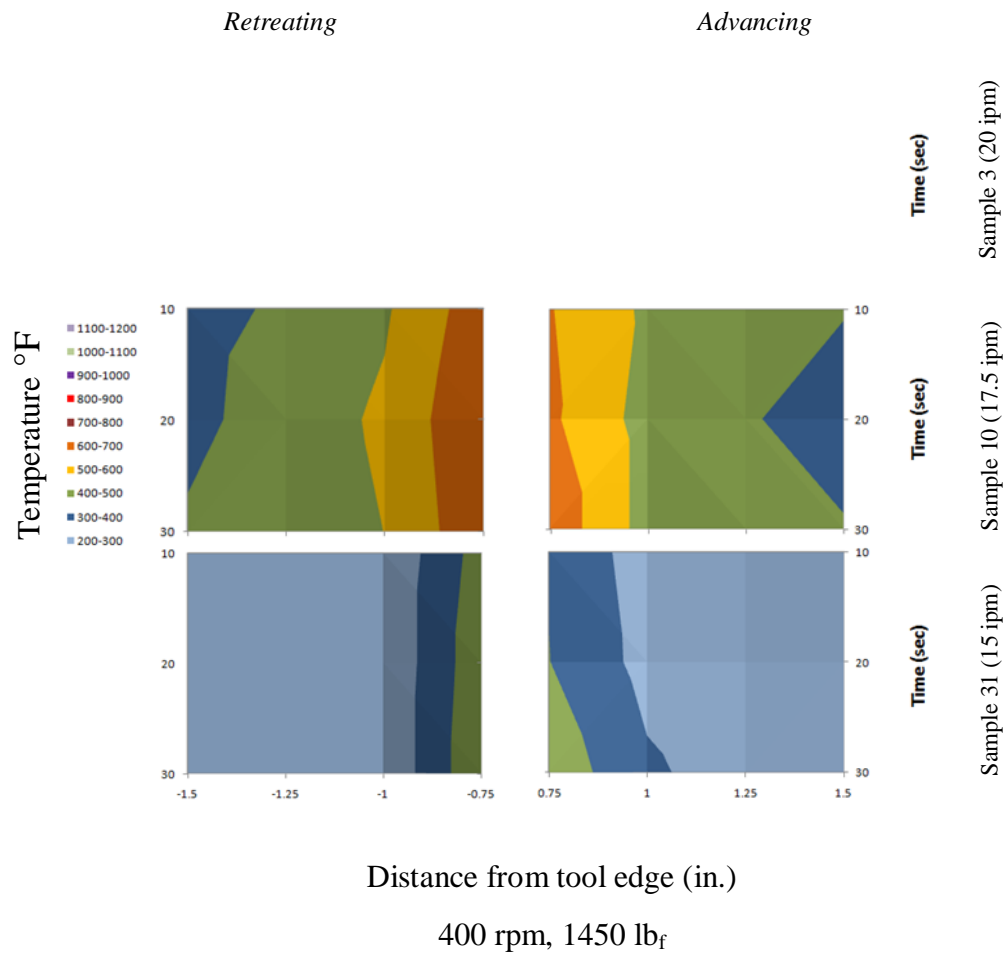 Retreating
Advancing
Time (sec)
Sample 3 (20 ipm)
Temperature °F
1100-1200
1000-1100
900-1000
800-900
700-800
600-700
500-600
400-500
300-400
200-300
10
20
30
10
20
30
Time (sec)
Sample 10 (17.5 ipm)
10
20
30
-1.5
-1.25
-1
-0.75
0.75
1
1.25
1.5
10
20
30
Time (sec)
Sample 31 (15 ipm)
Distance from tool edge (in.)
400 rpm, 1450 lbf